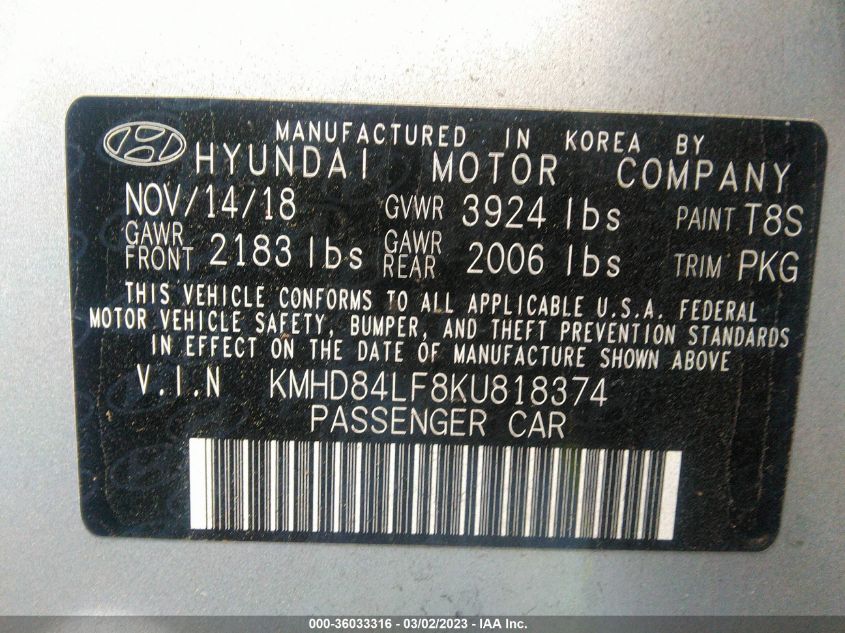 MANUFACTURED IN KOREA BY
HYUNDAI MOTOR COMPANY
NOV/14/18 GVWR 3924 lbs PAINT T8S
GAWR FRONT 2183 lbs GAWR REAR 2006 lbs TRIM PKG
THIS VEHICLE CONFORMS TO ALL APPLICABLE U.S.A. FEDERAL
MOTOR VEHICLE SAFETY, BUMPER, AND THEFT PREVENTION STANDARDS
IN EFFECT ON THE DATE OF MANUFACTURE SHOWN ABOVE
V.I.N KMHD84LF8KU818374
PASSENGER CAR
000-36033316 - 03/02/2023 - IAA Inc.